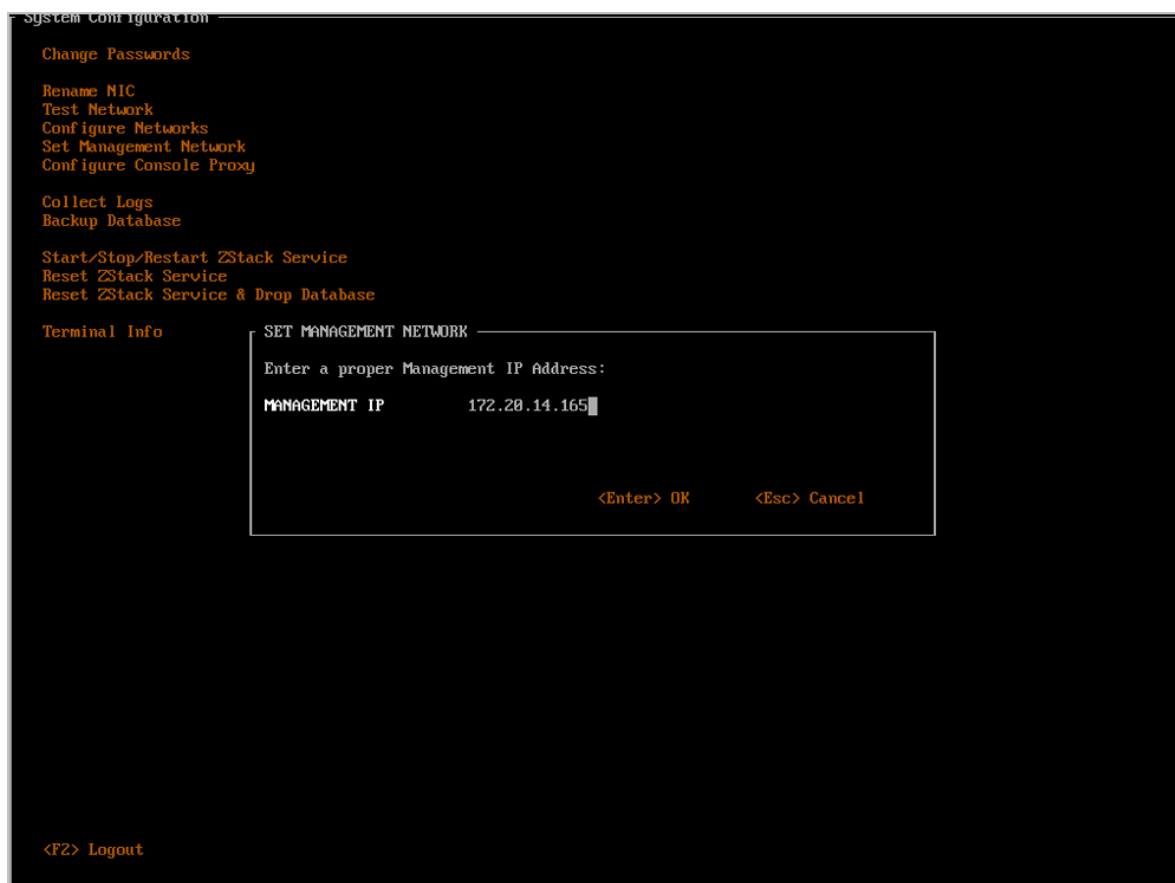 System Configuration
Change Passwords
Rename NIC
Test Network
Configure Networks
Set Management Network
Configure Console Proxy
Collect Logs
Backup Database
Start/Stop/Restart ZStack Service
Reset ZStack Service
Reset ZStack Service & Drop Database
Terminal Info
SET MANAGEMENT NETWORK
Enter a proper Management IP Address:
MANAGEMENT IP 172.20.14.165
<Enter> OK <Esc> Cancel
<F2> Logout